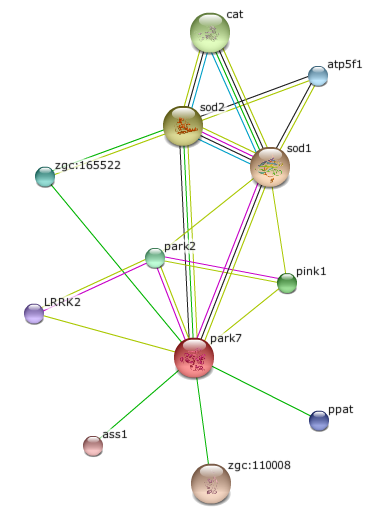 cat
atp5f1
sod2
sod1
zgc:165522
park2
pink1
LRRK2
park7
ppat
ass1
zgc:110008